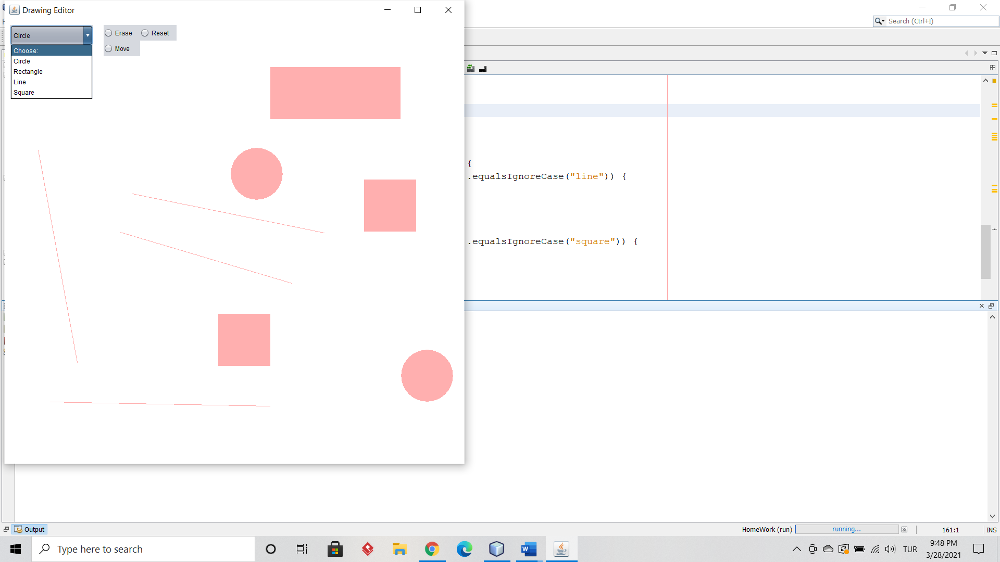 Drawing Editor
Search (Ctrl+I)
Circle
Erase
Reset
Move
Choose:
Circle
Rectangle
Line
Square
{
.equalsIgnoreCase("line")) {
.equalsIgnoreCase("square")) {
Output
HomeWork (run)
running...
161:1
INS
Type here to search
TUR
9:48 PM
3/28/2021